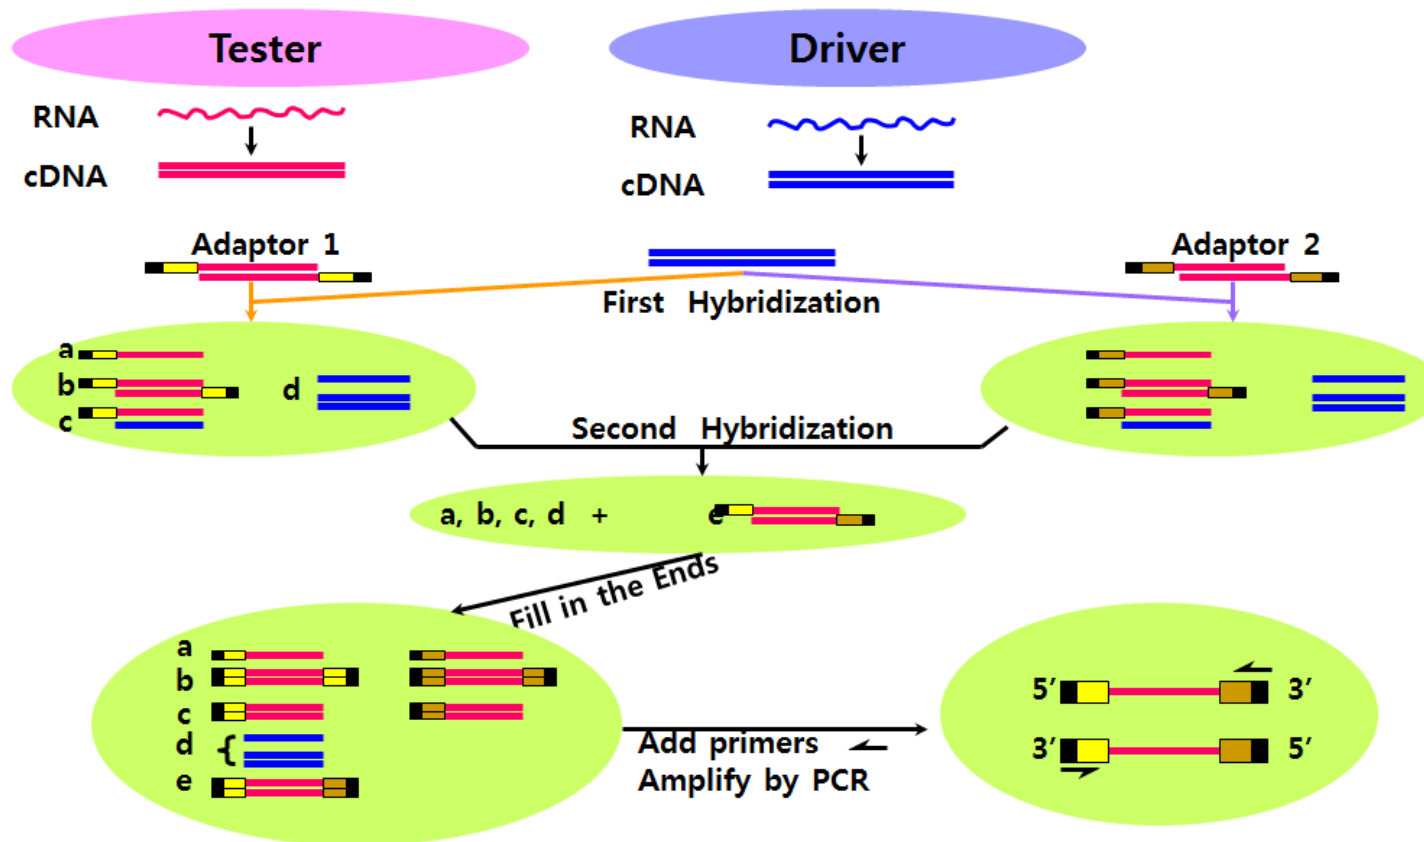 Tester
Driver
RNA
RNA
cDNA
cDNA
Adaptor 1
Adaptor 2
First Hybridization
a
b
d
c
Second Hybridization
a, b, c, d +
e
Fill in the Ends
a
b
c
d {
e
Add primers
Amplify by PCR
5’
3’
3’
5’